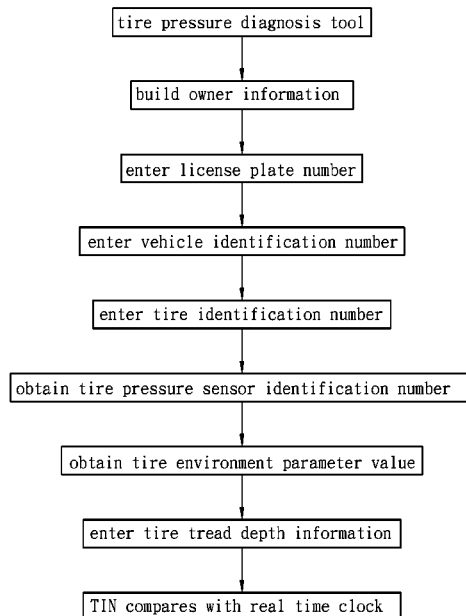 tire pressure diagnosis tool
build owner information
enter license plate number
enter vehicle identification number
enter tire identification number
obtain tire pressure sensor identification number
obtain tire environment parameter value
enter tire tread depth information
TIN compares with real time clock